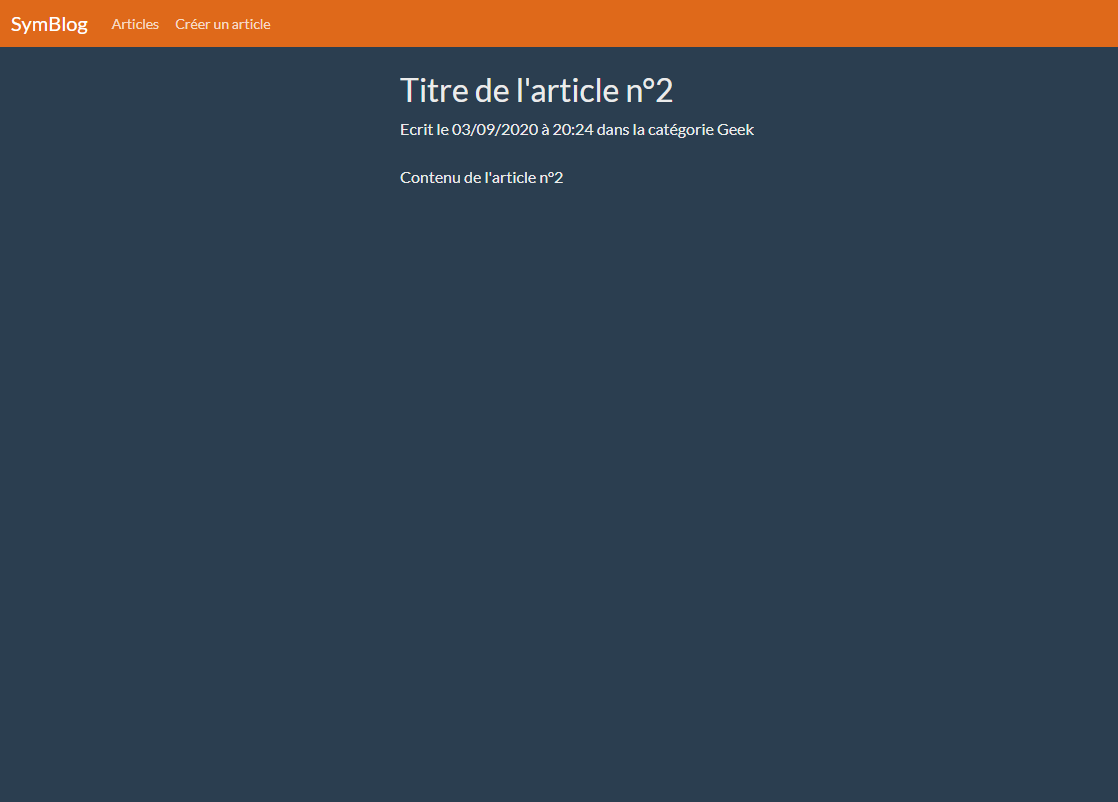 SymBlog Articles Créer un article
Titre de l'article n°2
Ecrit le 03/09/2020 à 20:24 dans la catégorie Geek
Contenu de l'article n°2